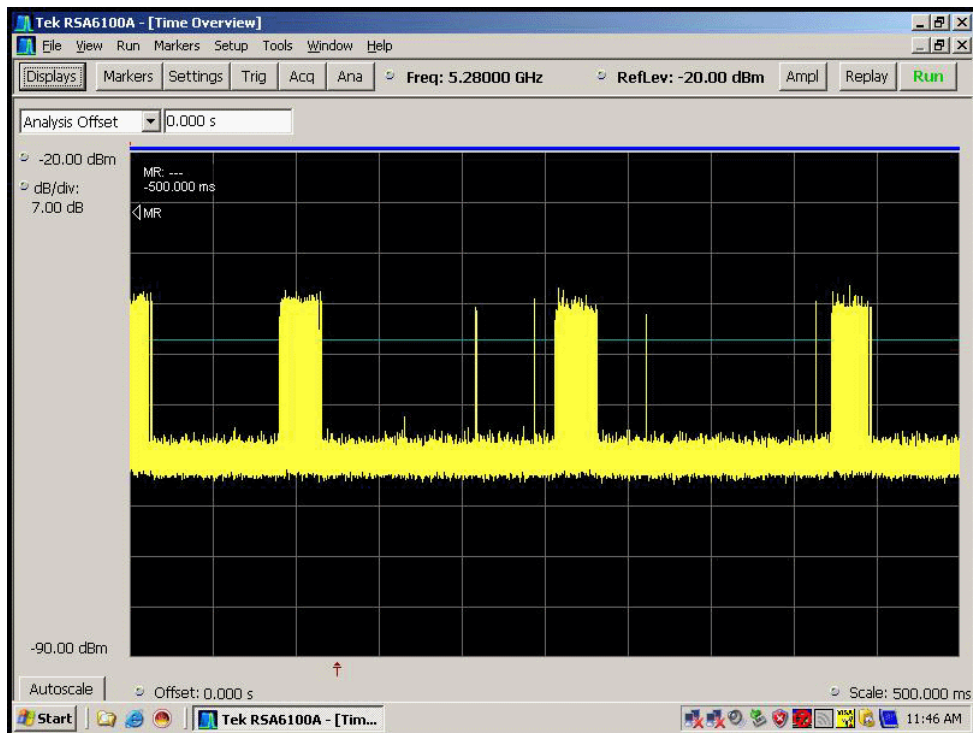 Tek RSA6100A - [Time Overview]
File View Run Markers Setup Tools Window Help
Displays Markers Settings Trig Acq Ana Freq: 5.28000 GHz RefLev: -20.00 dBm Ampl Replay Run
Analysis Offset 0.000 s
-20.00 dBm
dB/div:
7.00 dB
MR: ---
-500.000 ms
MR
-90.00 dBm
Autoscale Offset: 0.000 s Scale: 500.000 ms
Start Tek RSA6100A - [Tim... 11:46 AM